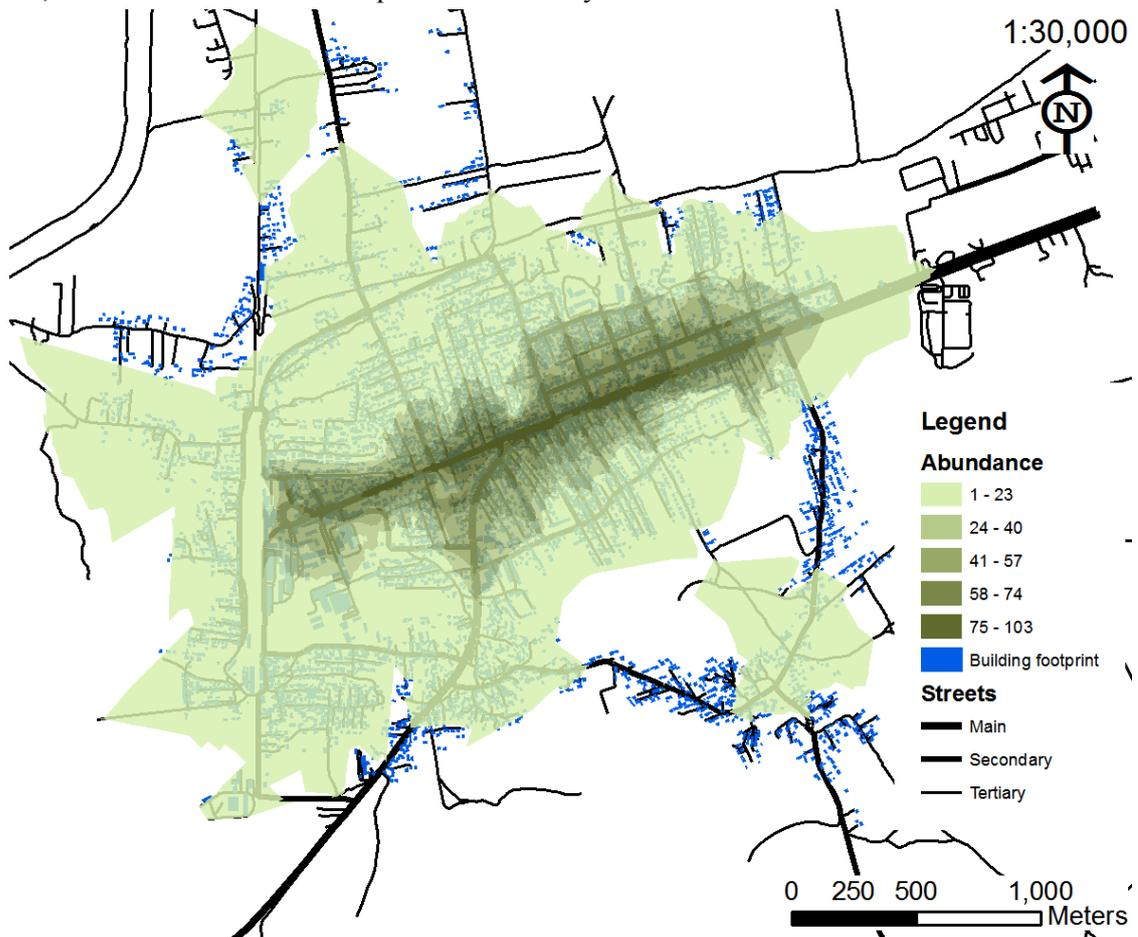 1:30,000
N
Legend
Abundance
1 - 23
24 - 40
41 - 57
58 - 74
75 - 103
Building footprint
Streets
Main
Secondary
Tertiary
0 250 500 1,000
Meters